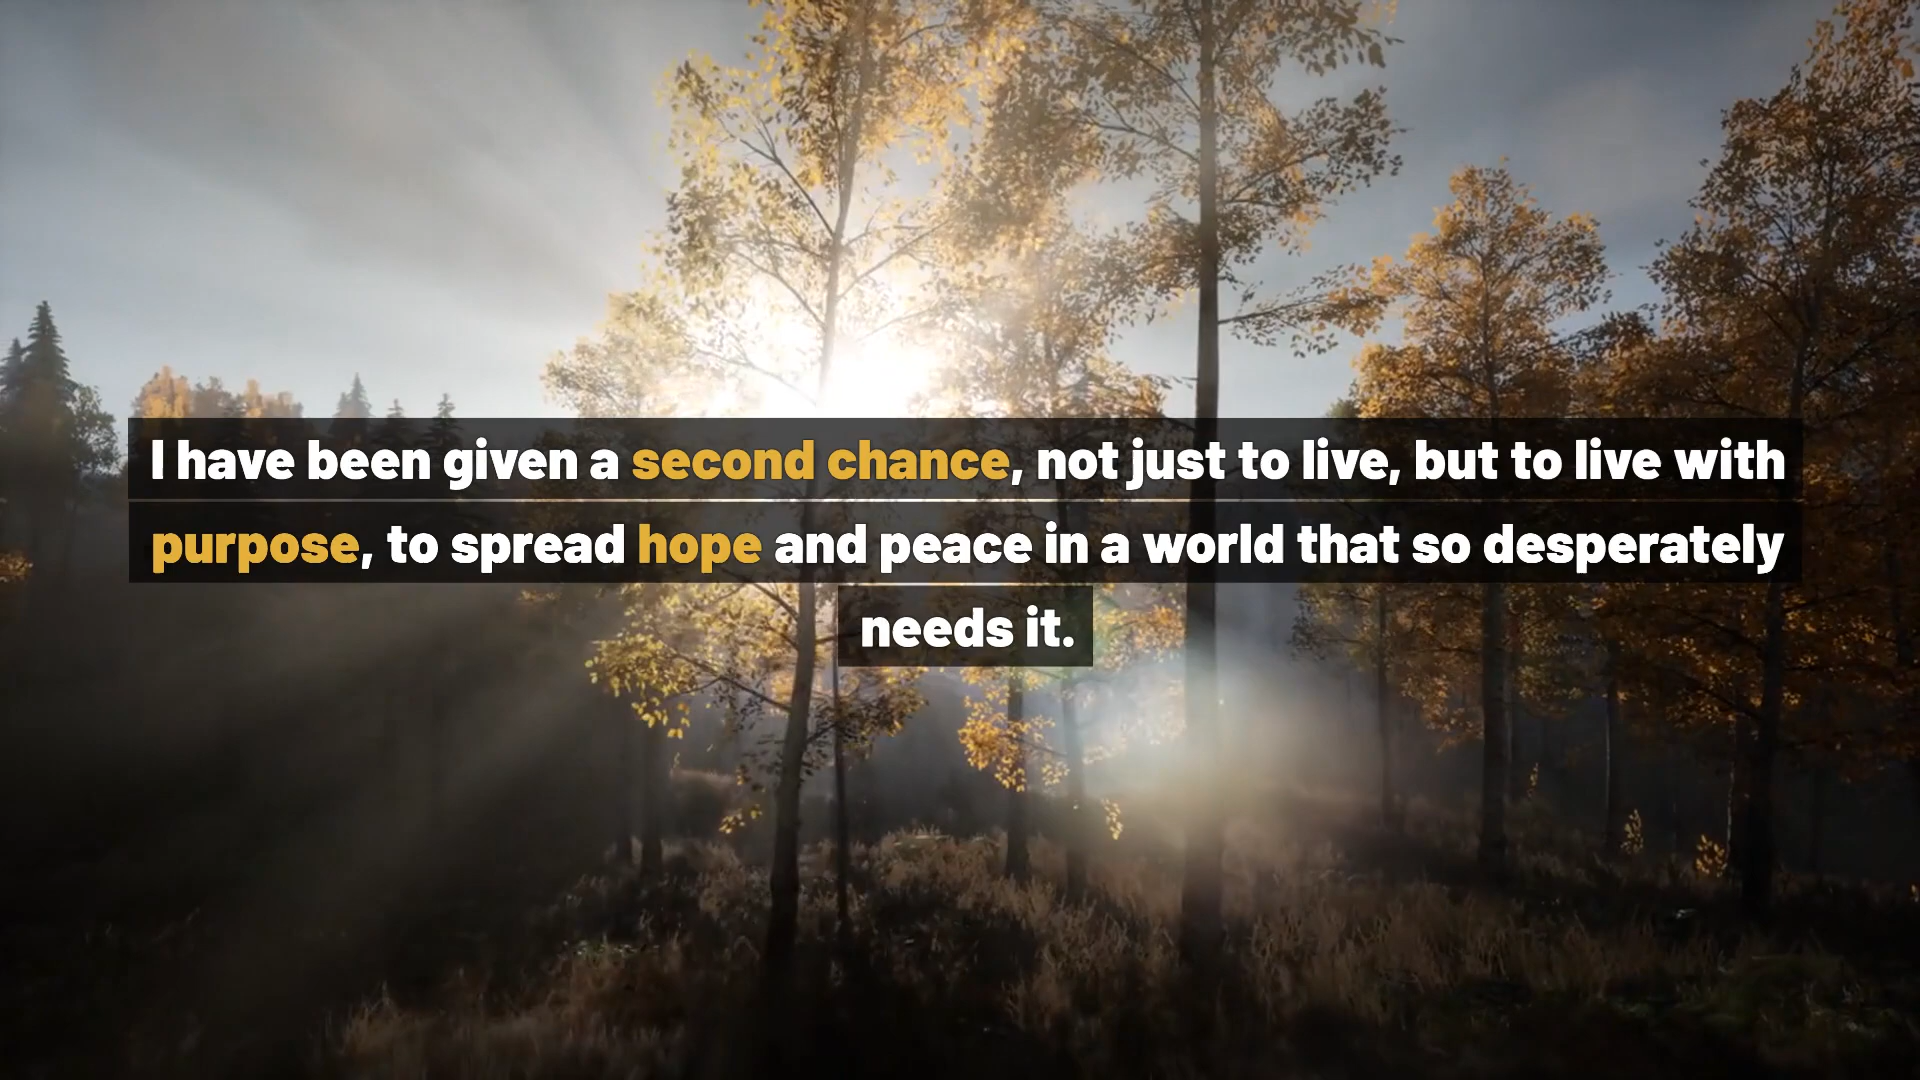 I have been given a second chance, not just to live, but to live with
purpose, to spread hope and peace in a world that so desperately
needs it.